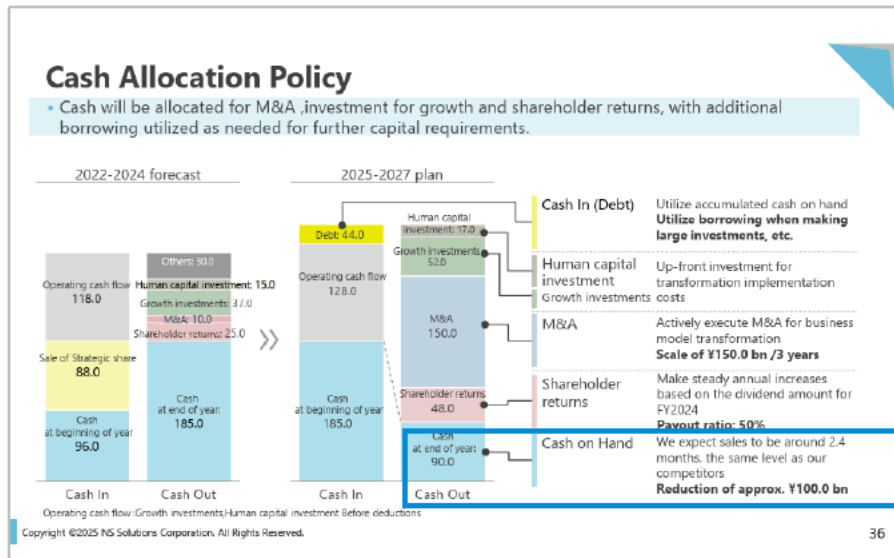 Cash Allocation Policy
• Cash will be allocated for M&A ,investment for growth and shareholder returns, with additional
borrowing utilized as needed for further capital requirements.
2022-2024 forecast
Operating cash flow
118.0
Sale of Strategic share
88.0
Cash
at beginning of year
96.0
Cash In
Others: 30.0
Human capital investment: 15.0
Growth investments: 37.0
M&A: 10.0
Shareholder returns: 25.0
Cash
at end of year:
185.0
Cash Out
2025-2027 plan
Debt: 44.0
Operating cash flow
128.0
Cash
at beginning of year
185.0
Cash In
Human capital
investment: 17.0
Growth investments
52.0
M&A
150.0
Shareholder returns
48.0
Cash
at end of year:
90.0
Cash Out
Cash In (Debt)
Utilize accumulated cash on hand
Utilize borrowing when making
large investments, etc.
Human capital
investment
Growth investments
Up-front investment for
transformation implementation
costs
M&A
Actively execute M&A for business
model transformation
Scale of ¥150.0 bn /3 years
Shareholder
returns
Make steady annual increases
based on the dividend amount for
FY2024
Payout ratio: 50%
Cash on Hand
We expect sales to be around 2.4
months, the same level as our
competitors
Reduction of approx. ¥100.0 bn
Operating cash flow :Growth investments,Human capital investment Before deductions
Copyright ©2025 NS Solutions Corporation. All Rights Reserved.
36